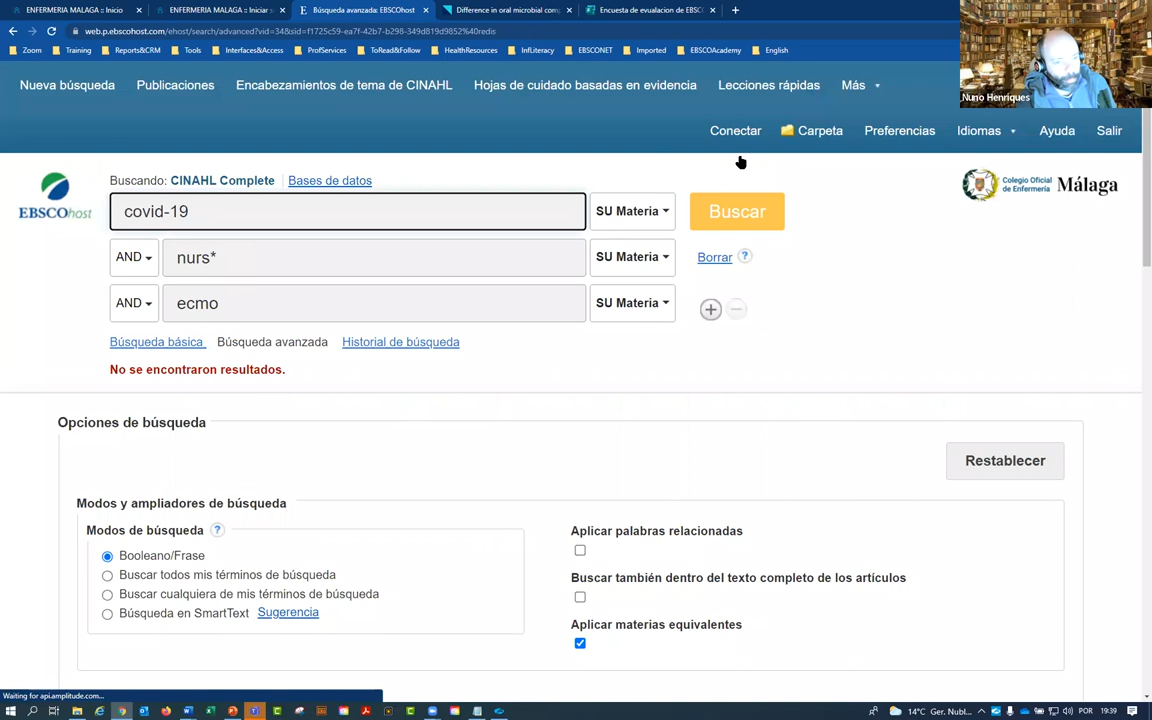 ENFERMERIA MALAGA :: Inicio
ENFERMERIA MALAGA :: Iniciar s
Búsqueda avanzada: EBSCOhost
Difference in oral microbial com
Encuesta de evualacion de EBSC
web.p.ebscohost.com/ehost/search/advanced?vid=34&sid=f1725c59-ea7f-42b7-b298-349d819d9852%40redis
Zoom
Training
Reports&CRM
Tools
Interfaces&Access
ProfServices
ToRead&Follow
HealthResources
InfLiteracy
EBSCONET
Imported
EBSCOAcademy
English
Nuno Henriques
Nueva búsqueda
Publicaciones
Encabezamientos de tema de CINAHL
Hojas de cuidado basadas en evidencia
Lecciones rápidas
Más
Conectar
Carpeta
Preferencias
Idiomas
Ayuda
Salir
EBSCOhost
Buscando: CINAHL Complete
Bases de datos
Colegio Oficial de Enfermería Málaga
covid-19
SU Materia
Buscar
AND
nurs*
SU Materia
Borrar
AND
ecmo
SU Materia
Búsqueda básica
Búsqueda avanzada
Historial de búsqueda
No se encontraron resultados.
Opciones de búsqueda
Restablecer
Modos y ampliadores de búsqueda
Modos de búsqueda
Booleano/Frase
Buscar todos mis términos de búsqueda
Buscar cualquiera de mis términos de búsqueda
Búsqueda en SmartText
Sugerencia
Aplicar palabras relacionadas
Buscar también dentro del texto completo de los artículos
Aplicar materias equivalentes
Waiting for api.amplitude.com...
14°C Ger. Nubl...
POR
19:39